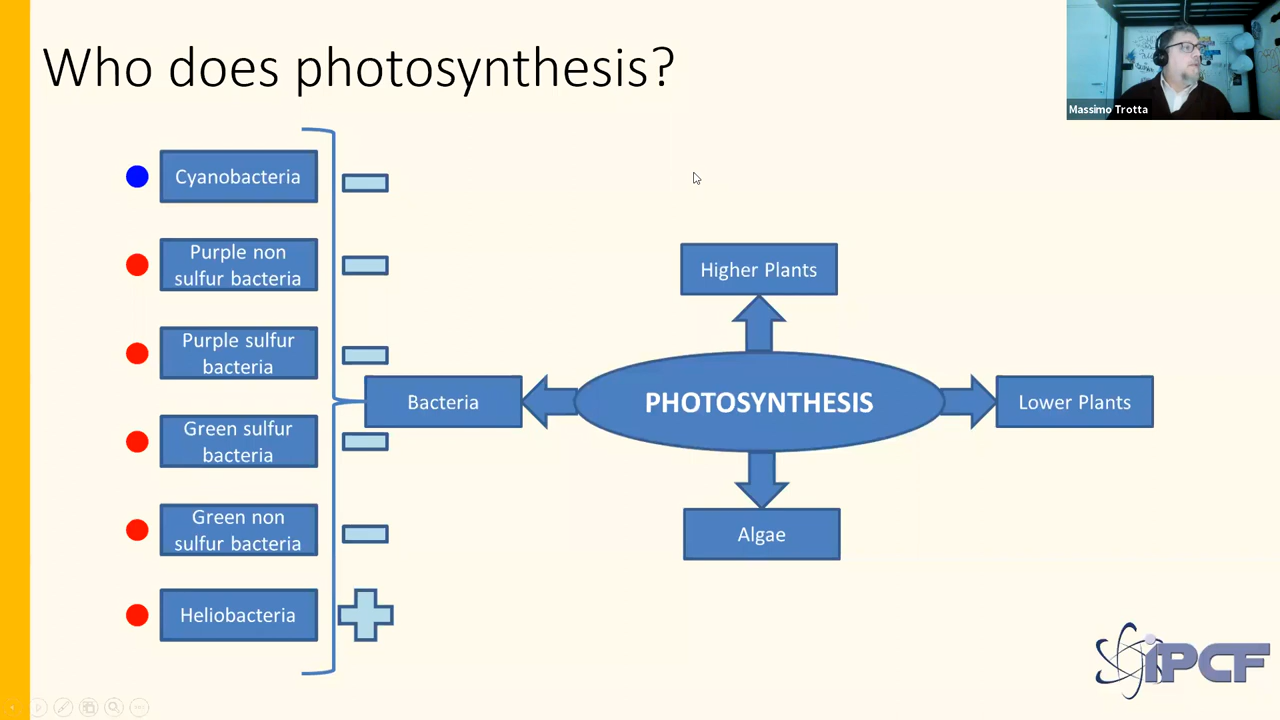 Who does photosynthesis?
Massimo Trotta
Cyanobacteria
Purple non
sulfur bacteria
Purple sulfur
bacteria
Green sulfur
bacteria
Green non
sulfur bacteria
Heliobacteria
Bacteria
Higher Plants
PHOTOSYNTHESIS
Lower Plants
Algae
iPCF